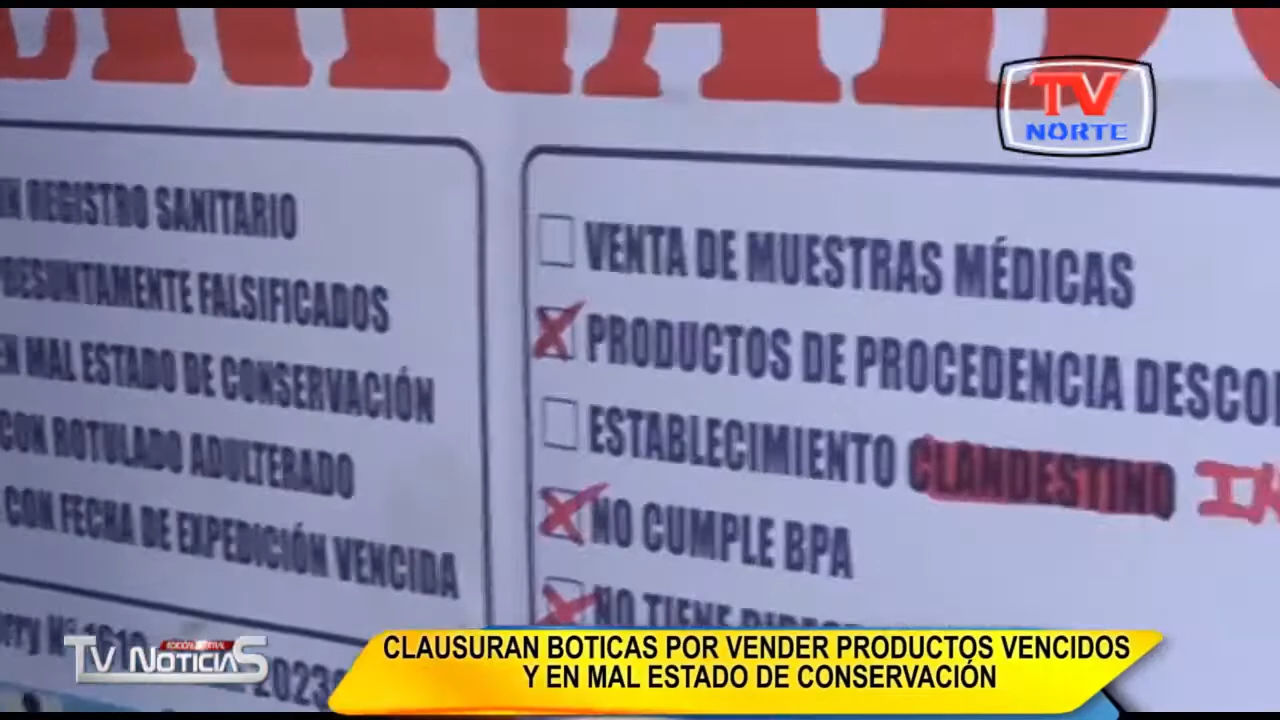 TV
NORTE
REGISTRO SANITARIO
FALSIFICADOS
EN MAL ESTADO DE CONSERVACIÓN
CON ROTULADO ADULTERADO
CON FECHA DE EXPEDICIÓN VENCIDA
VENTA DE MUESTRAS MÉDICAS
PRODUCTOS DE PROCEDENCIA
ESTABLECIMIENTO CLANDESTINO
NO CUMPLE BPA
NO TIENE
TV NOTICIAS
CLAUSURAN BOTICAS POR VENDER PRODUCTOS VENCIDOS
Y EN MAL ESTADO DE CONSERVACIÓN